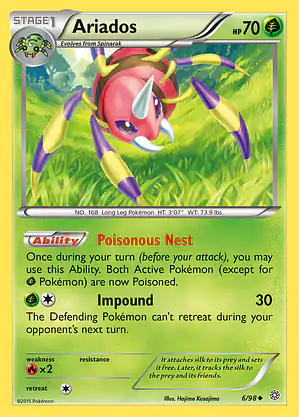 STAGE1 Ariados HP70
Evolves from Spinarak
NO. 168 Long Leg Pokémon HT: 3'07" WT: 73.9 lbs.
Ability Poisonous Nest
Once during your turn (before your attack), you may
use this Ability. Both Active Pokémon (except for
Pokémon) are now Poisoned.
Impound 30
The Defending Pokémon can't retreat during your
opponent's next turn.
weakness resistance
×2
retreat
It attaches silk to its prey and sets
it free. Later, it tracks the silk to
the prey and its friends.
©2015 Pokémon Illus. Hajime Kusajima 6/98